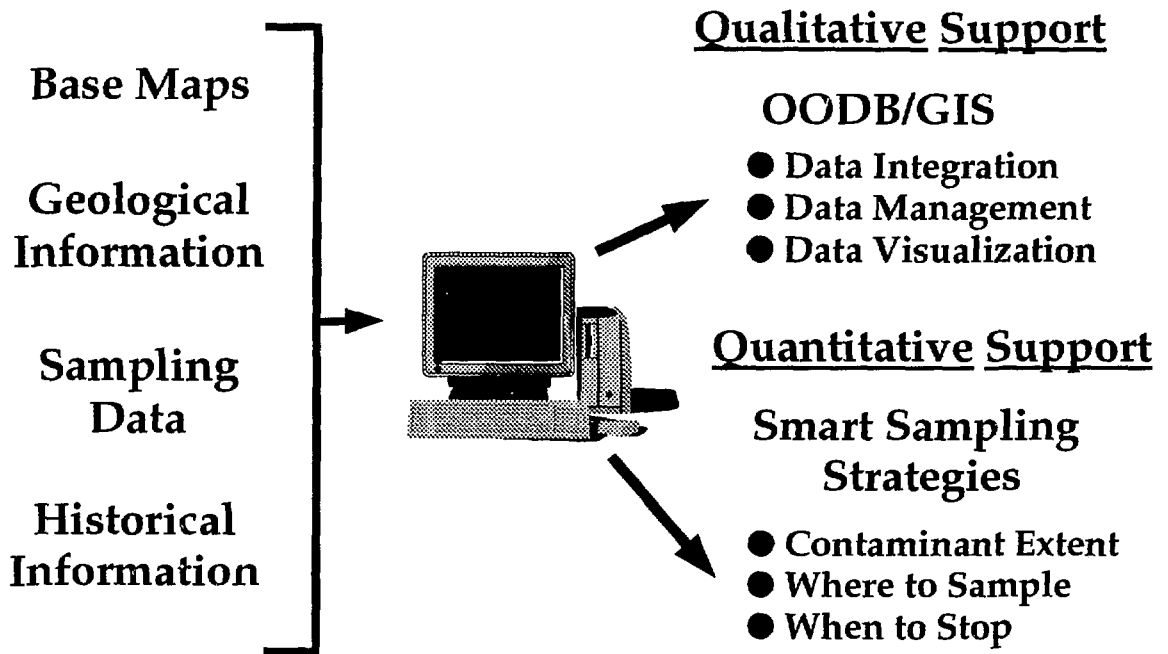 Base Maps
Geological
Information
Sampling
Data
Historical
Information
Qualitative Support
OODB/GIS
● Data Integration
● Data Management
● Data Visualization
Quantitative Support
Smart Sampling
Strategies
● Contaminant Extent
● Where to Sample
● When to Stop